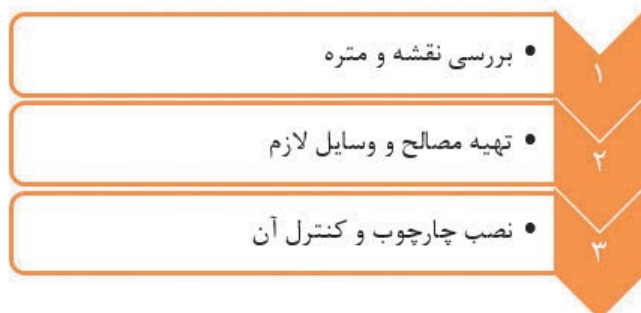 ۱
• بررسی نقشه و متره
۲
• تهیه مصالح و وسایل لازم
۳
• نصب چارچوب و کنترل آن